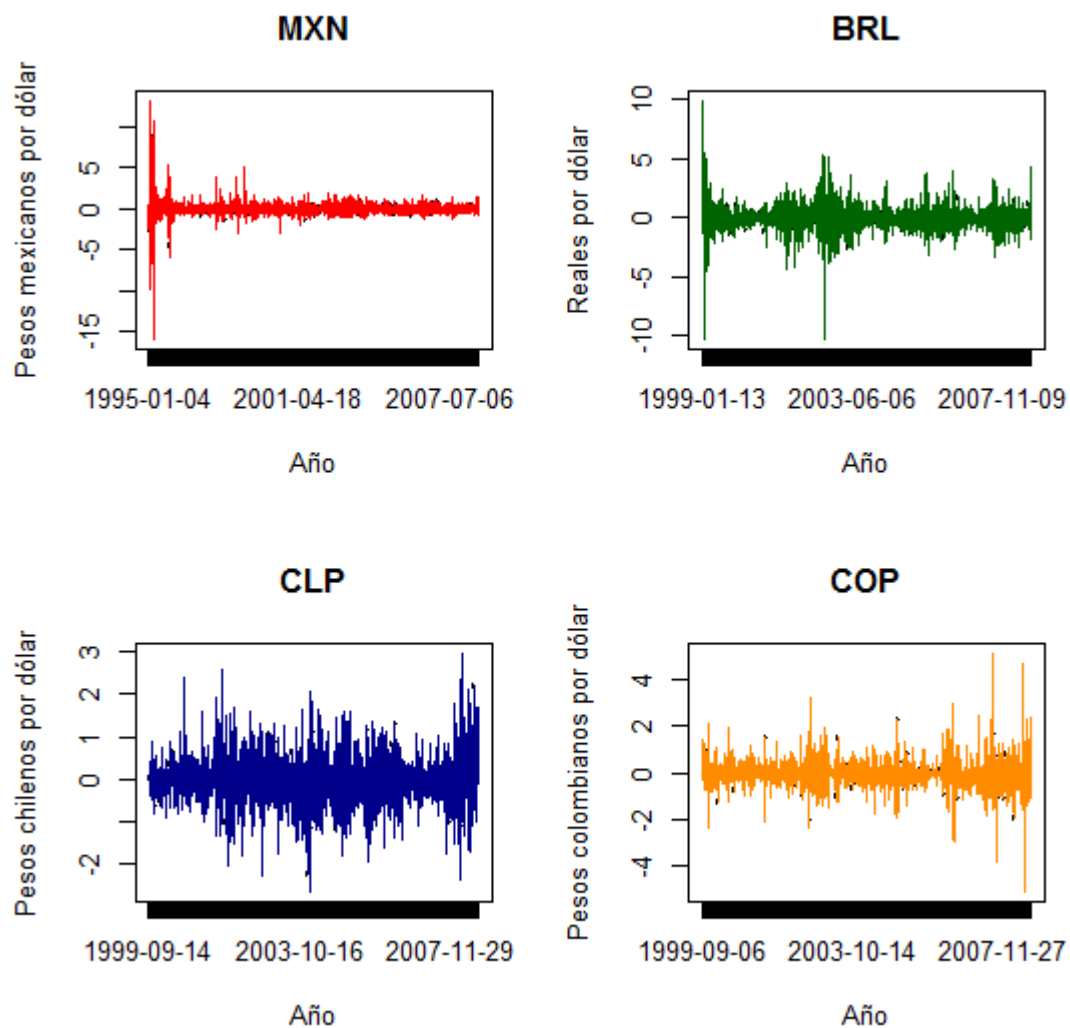 MXN
Pesos mexicanos por dólar
5
0
-5
-15
1995-01-04 2001-04-18 2007-07-06
Año
BRL
Reales por dólar
10
5
0
-5
-10
1999-01-13 2003-06-06 2007-11-09
Año
CLP
Pesos chilenos por dólar
3
2
1
0
-2
1999-09-14 2003-10-16 2007-11-29
Año
COP
Pesos colombianos por dólar
4
2
0
-2
-4
1999-09-06 2003-10-14 2007-11-27
Año